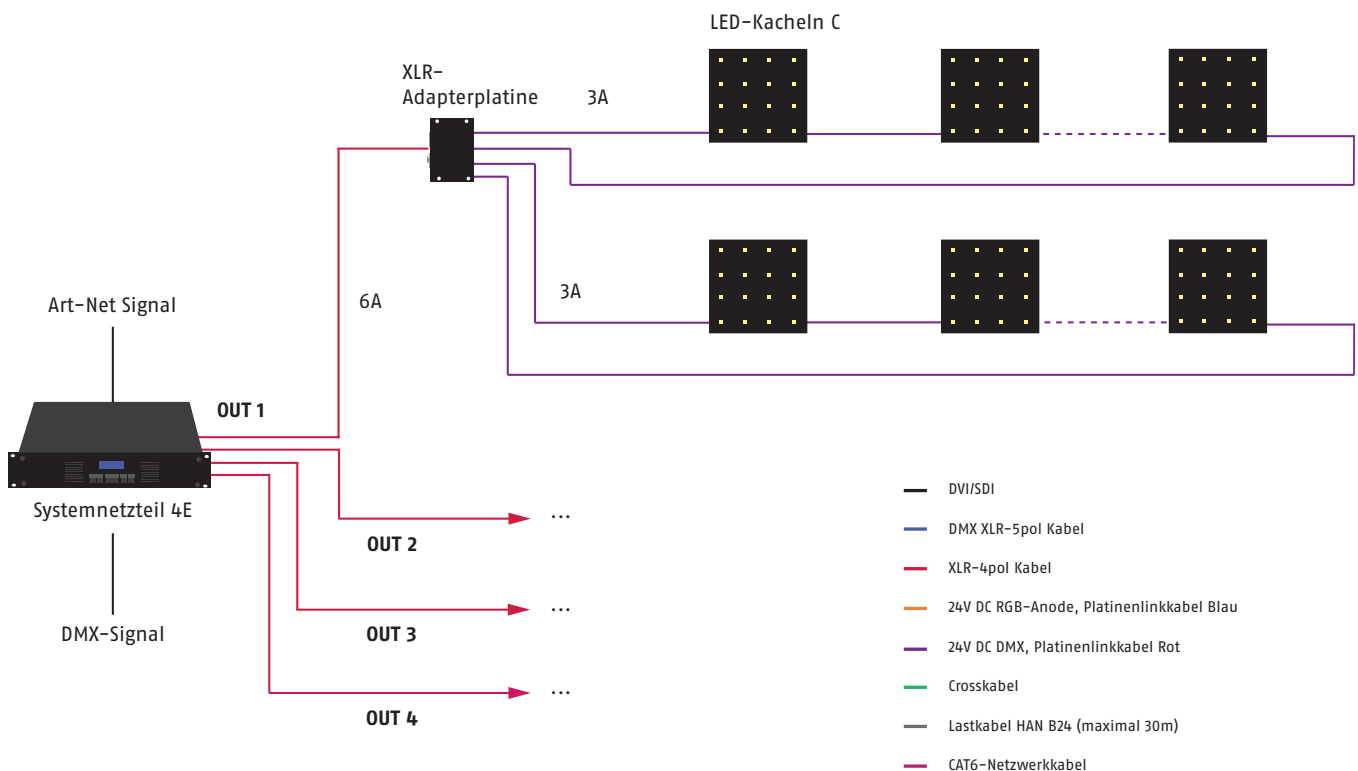 LED-Kacheln C
XLR-
Adapterplatine
3A
3A
6A
Art-Net Signal
OUT 1
Systemnetzteil 4E
OUT 2
...
OUT 3
...
OUT 4
...
DMX-Signal
DVI/SDI
DMX XLR-5pol Kabel
XLR-4pol Kabel
24V DC RGB-Anode, Platinenlinkkabel Blau
24V DC DMX, Platinenlinkkabel Rot
Crosskabel
Lastkabel HAN B24 (maximal 30m)
CAT6-Netzwerkkabel